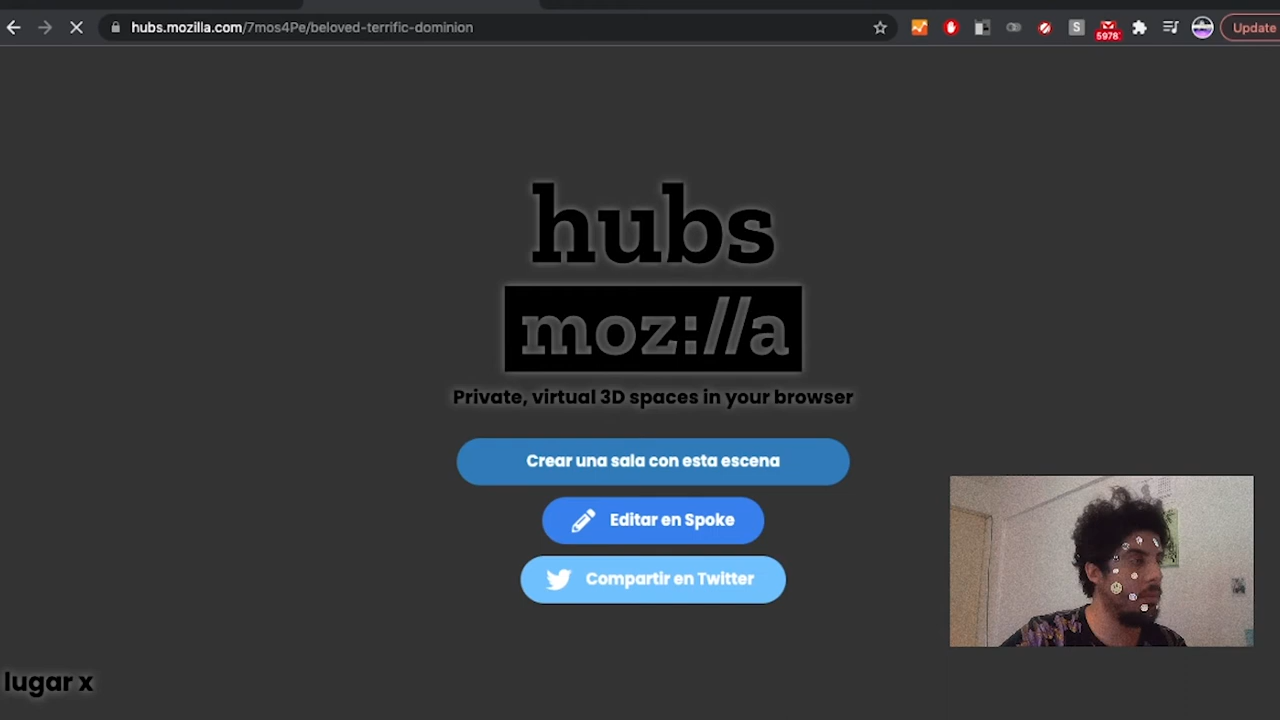 hubs.mozilla.com/7mos4Pe/beloved-terrific-dominion
S
5978
Update
hubs
moz://a
Private, virtual 3D spaces in your browser
Crear una sala con esta escena
Editar en Spoke
Compartir en Twitter
lugar x